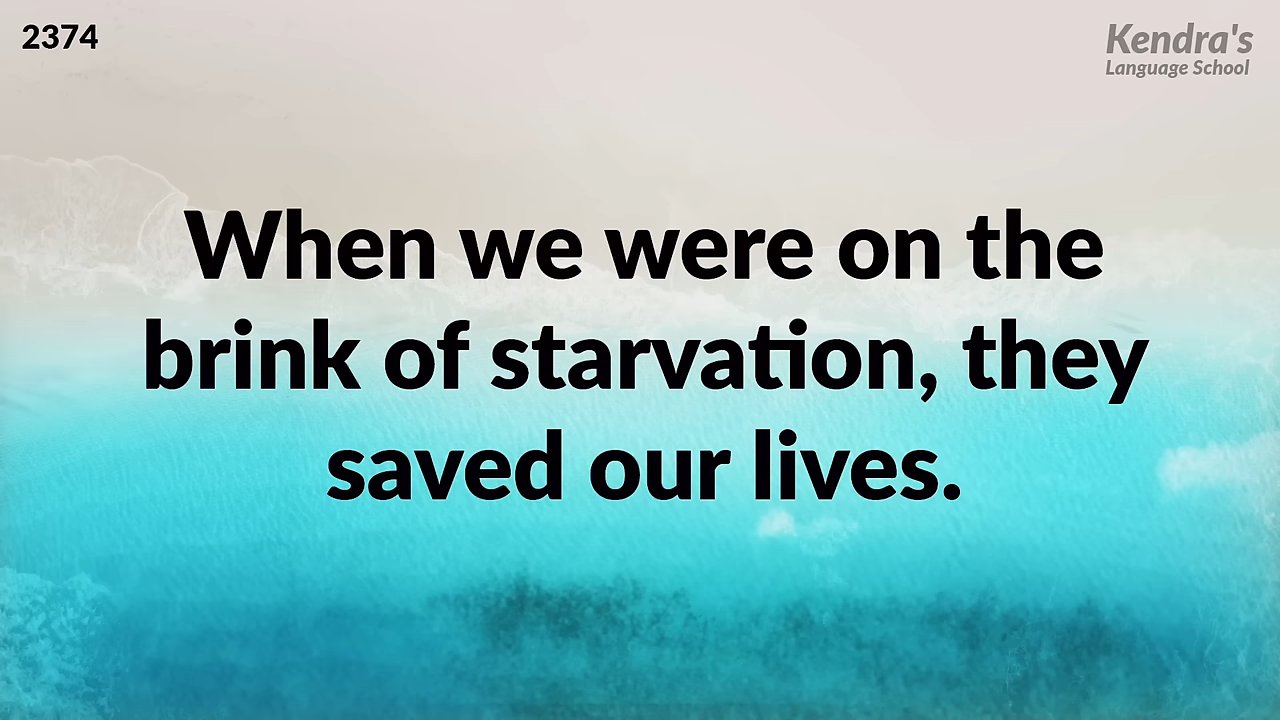 2374
Kendra's
Language School
When we were on the
brink of starvation, they
saved our lives.